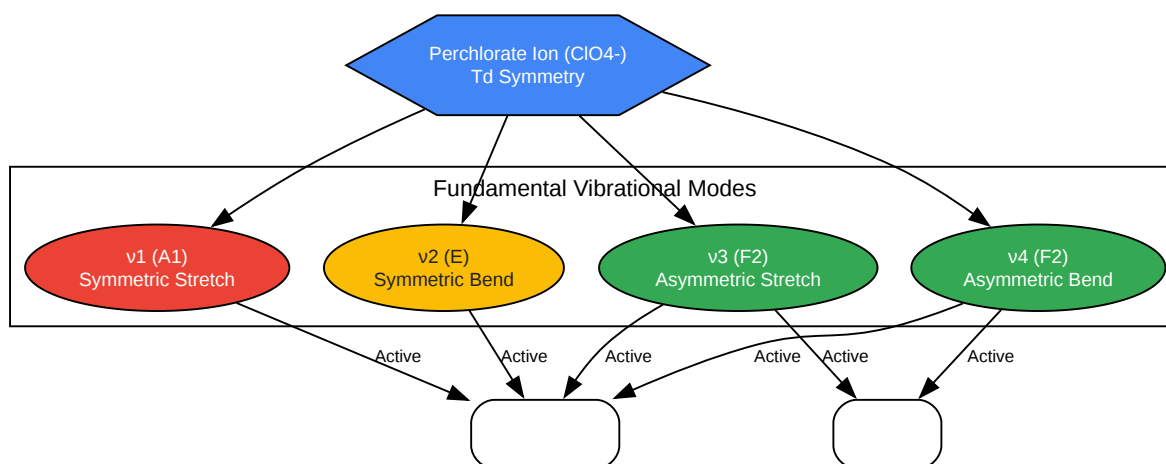 Perchlorate Ion (ClO4-)
Td Symmetry
Fundamental Vibrational Modes
ν1 (A1)
Symmetric Stretch
ν2 (E)
Symmetric Bend
ν3 (F2)
Asymmetric Stretch
ν4 (F2)
Asymmetric Bend
Active
Active
Active
Active
Active
Active